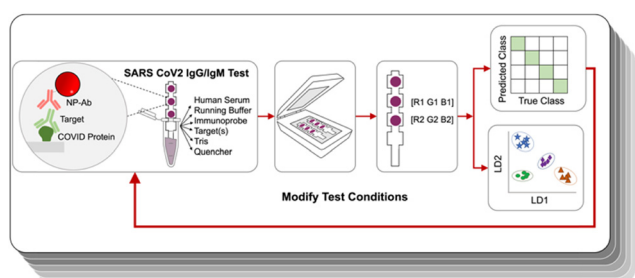 SARS CoV2 IgG/IgM Test
NP-Ab
Target
COVID Protein
Human Serum
Running Buffer
Immunoprobe
Target(s)
Tris
Quencher
[R1 G1 B1]
[R2 G2 B2]
Predicted Class
True Class
LD2
LD1
Modify Test Conditions